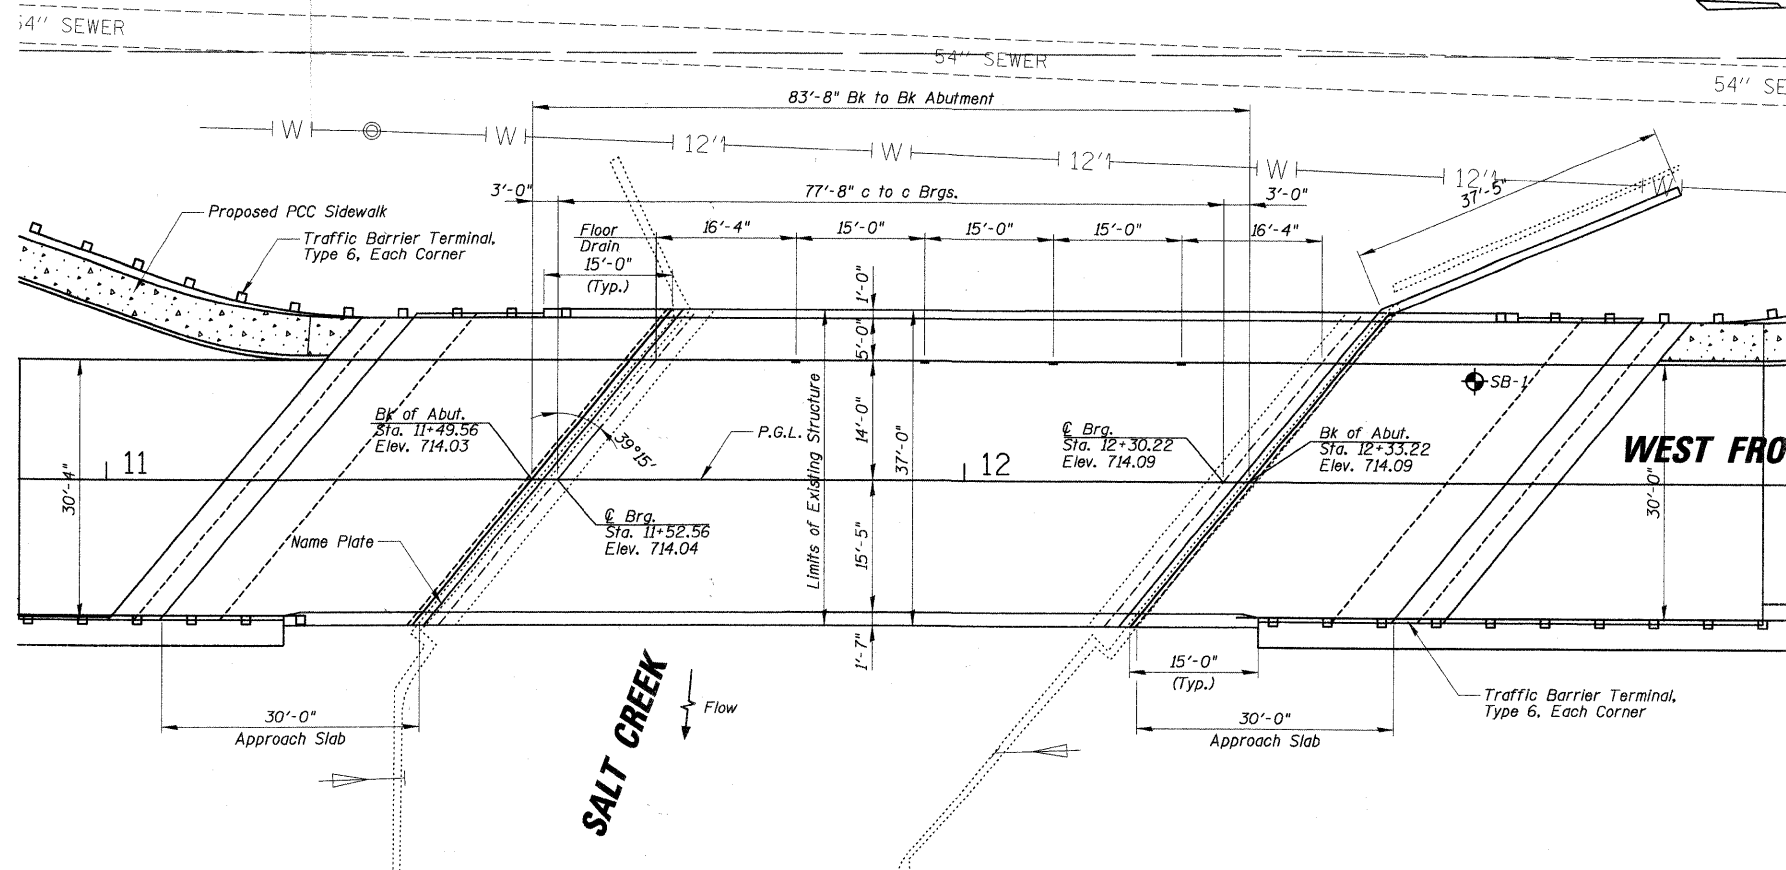 54'' SEWER
54'' SEWER
54'' SE
83'-8" Bk to Bk Abutment
W
W
12''
W
12''
W
12''
W
37'-5"
3'-0"
77'-8" c to c Brgs.
3'-0"
Proposed PCC Sidewalk
Traffic Barrier Terminal,
Type 6, Each Corner
Floor
Drain
15'-0"
(Typ.)
16'-4"
15'-0"
15'-0"
15'-0"
16'-4"
1'-0"
5'-0"
14'-0"
37'-0"
15'-5"
1'-7"
Limits of Existing Structure
SB-1
Bk of Abut.
Sta. 11+49.56
Elev. 714.03
39°15'
P.G.L.
℄ Brg.
Sta. 12+30.22
Elev. 714.09
Bk of Abut.
Sta. 12+33.22
Elev. 714.09
WEST FRO
11
12
30'-4"
30'-0"
℄ Brg.
Sta. 11+52.56
Elev. 714.04
Name Plate
SALT CREEK
Flow
15'-0"
(Typ.)
30'-0"
Approach Slab
30'-0"
Approach Slab
Traffic Barrier Terminal,
Type 6, Each Corner